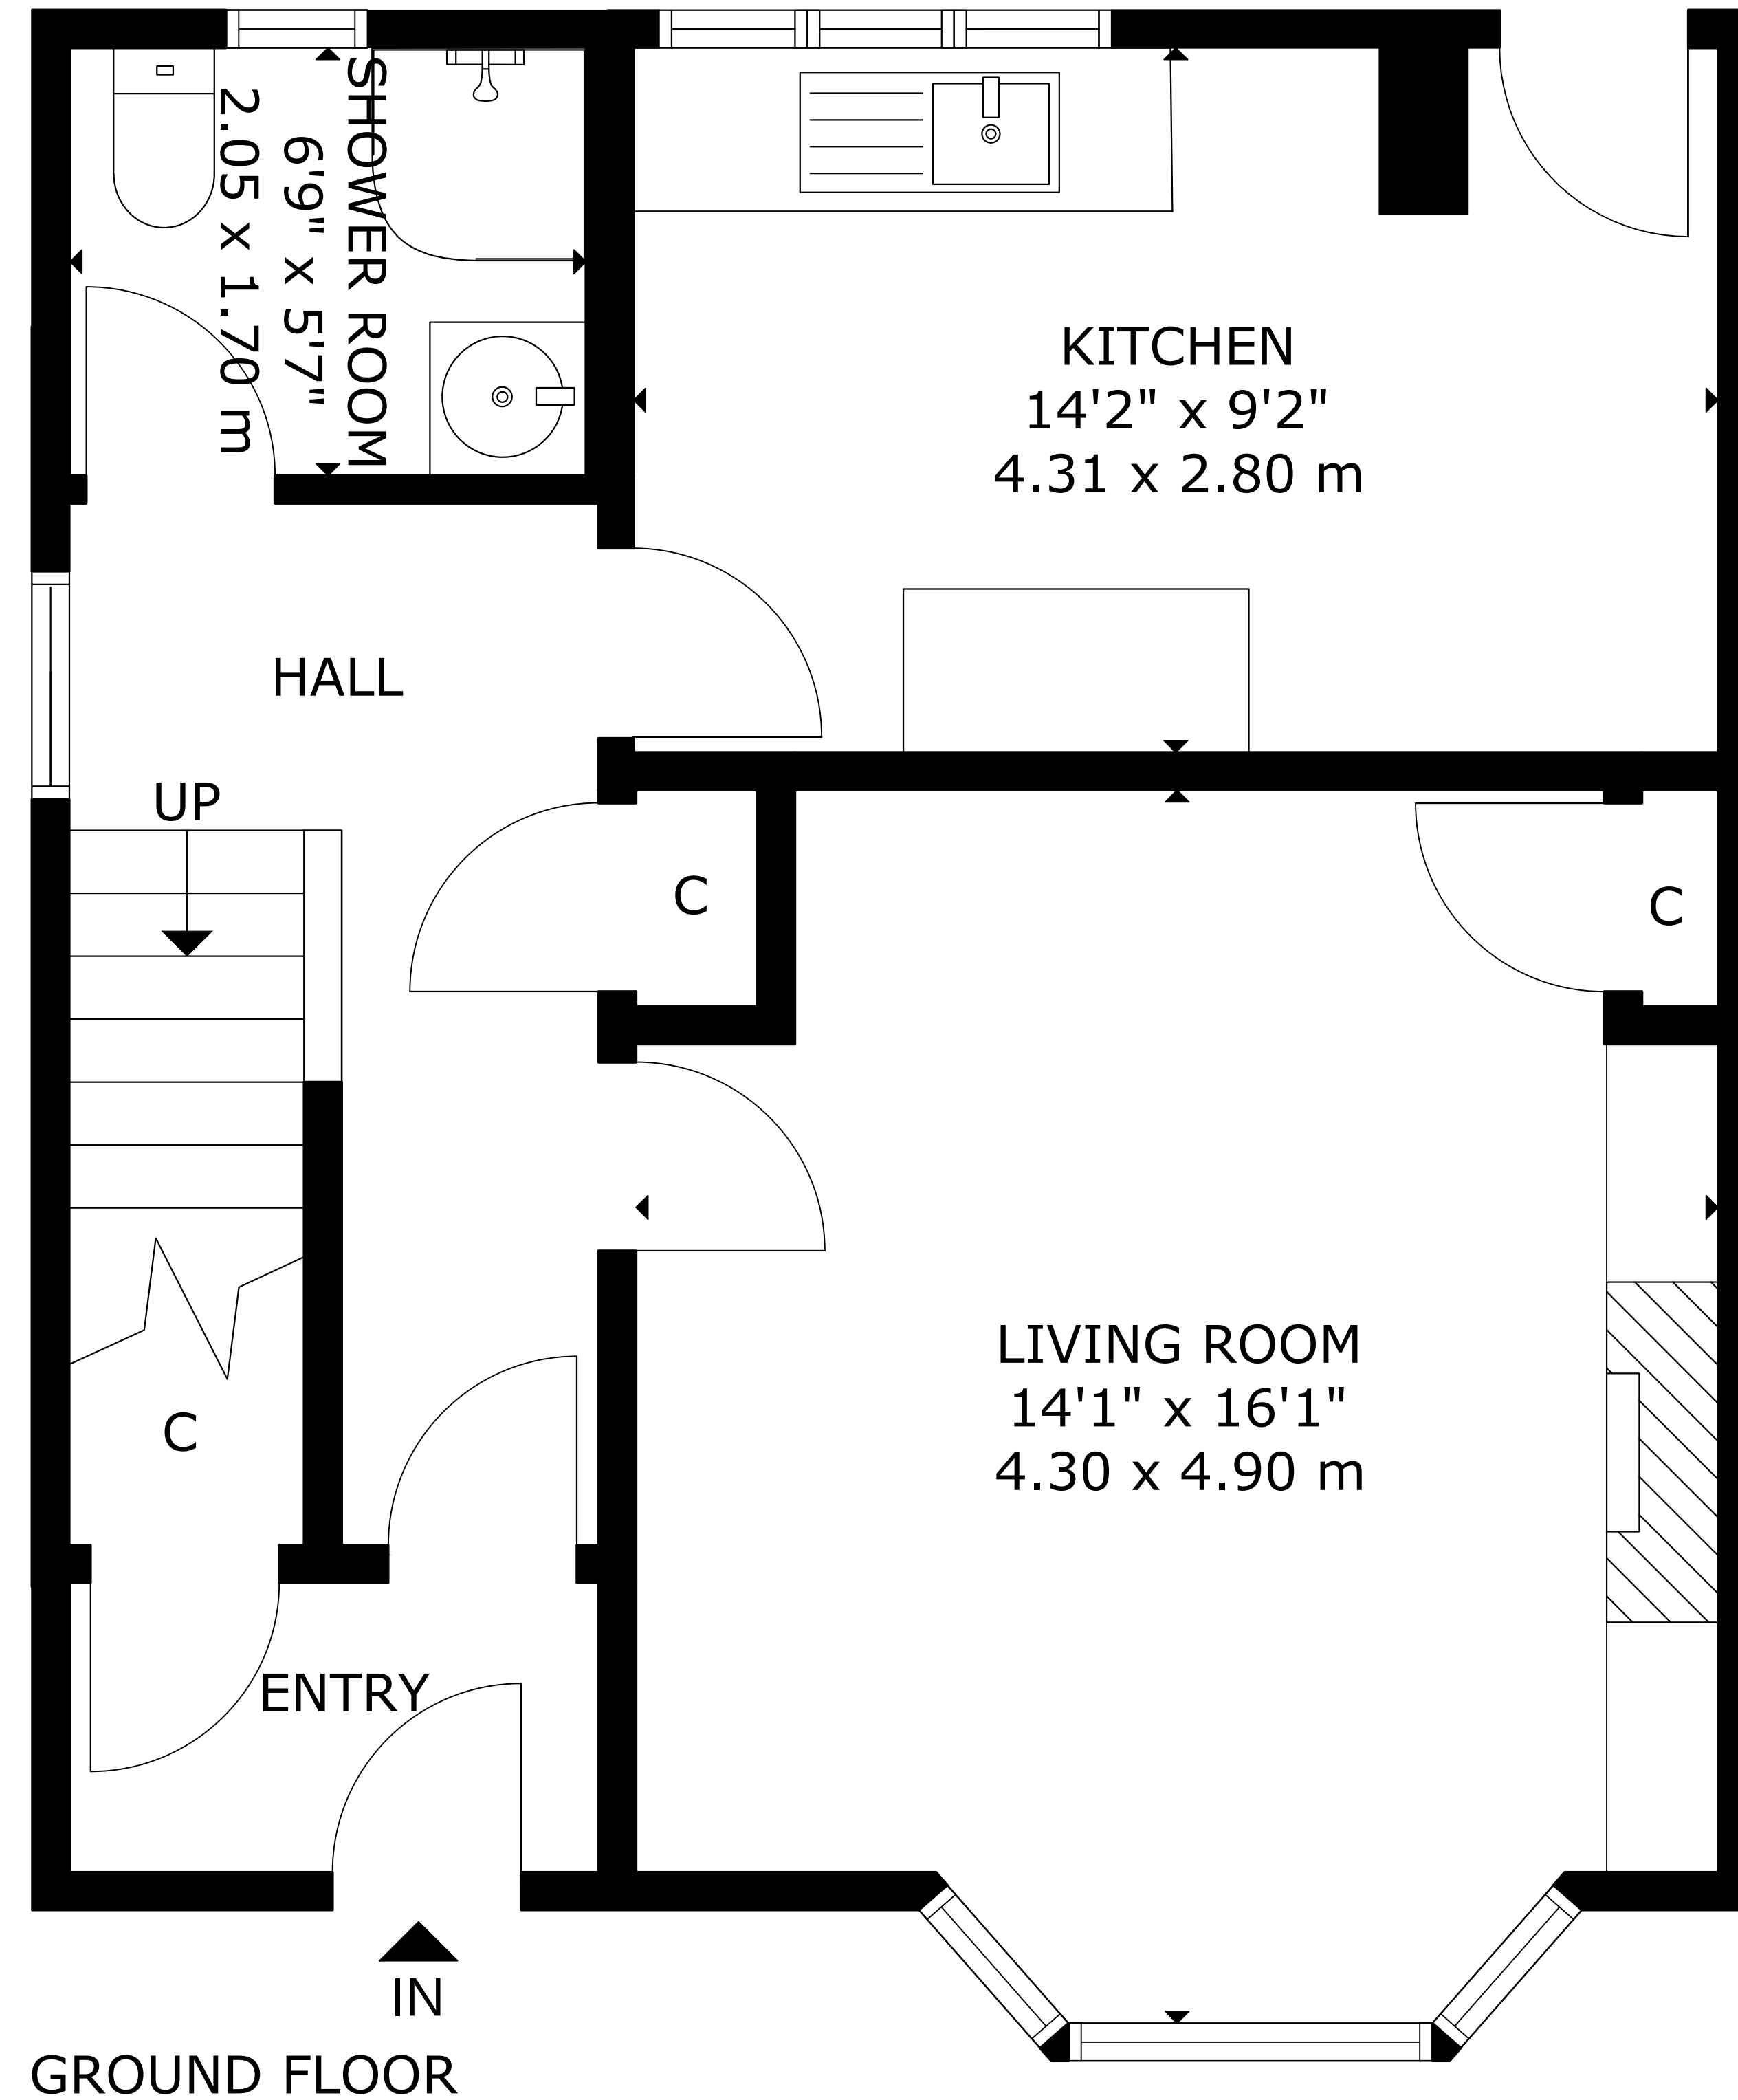 SHOWER ROOM
6'9" x 5'7"
2.05 x 1.70 m
KITCHEN
14'2" x 9'2"
4.31 x 2.80 m
HALL
UP
C
C
LIVING ROOM
14'1" x 16'1"
4.30 x 4.90 m
C
ENTRY
IN
GROUND FLOOR